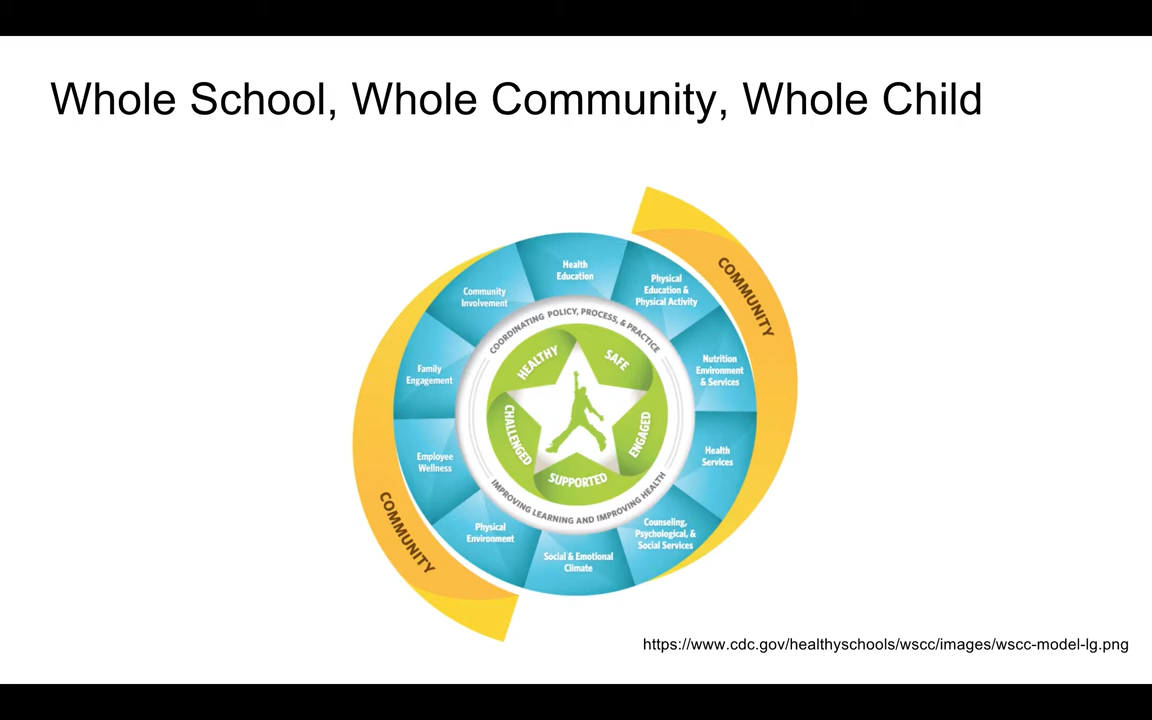 Whole School, Whole Community, Whole Child
COMMUNITY
Health
Education
Physical
Education &
Physical Activity
Nutrition
Environment
& Services
Health
Services
Counseling,
Psychological, &
Social Services
Social & Emotional
Climate
Physical
Environment
Employee
Wellness
Family
Engagement
Community
Involvement
COORDINATING POLICY, PROCESS, & PRACTICE
IMPROVING LEARNING AND IMPROVING HEALTH
HEALTHY
SAFE
ENGAGED
SUPPORTED
CHALLENGED
COMMUNITY
https://www.cdc.gov/healthyschools/wscc/images/wscc-model-lg.png